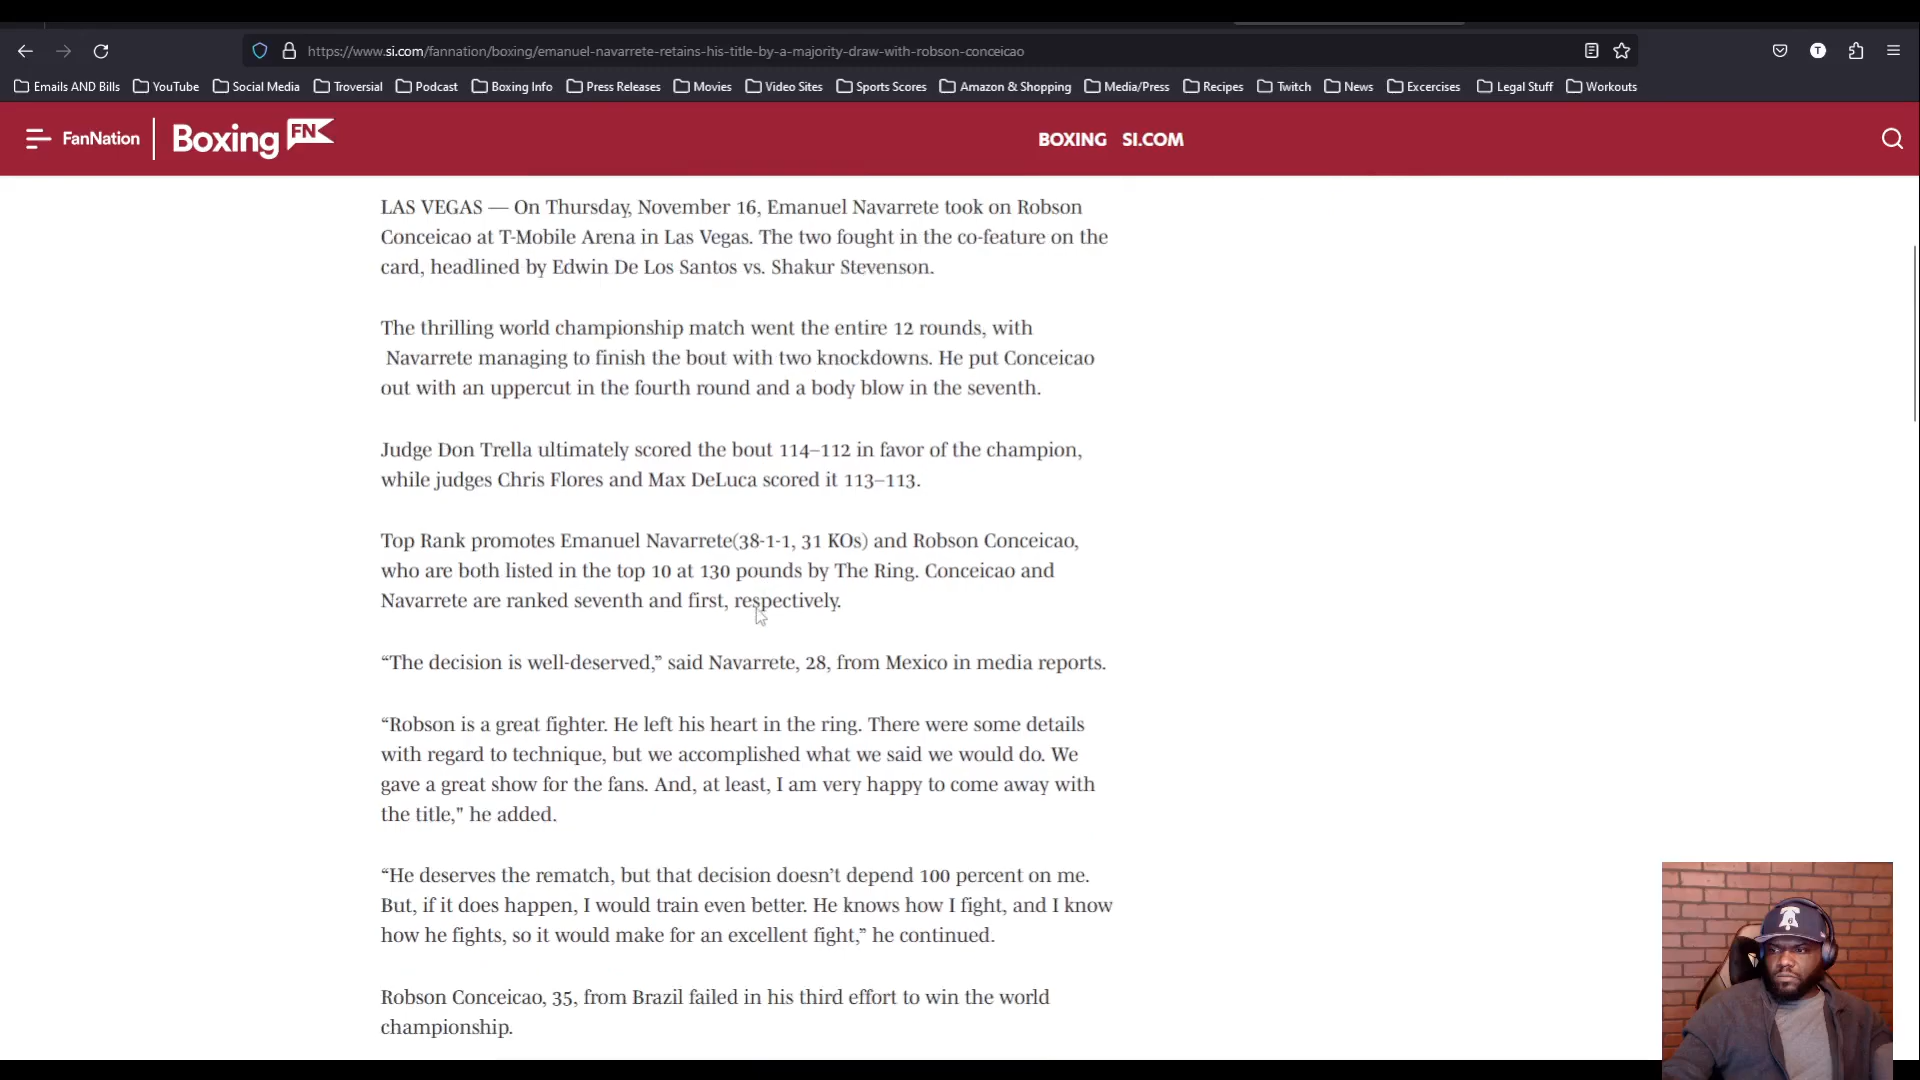 https://www.si.com/fannation/boxing/emanuel-navarrete-retains-his-title-by-a-majority-draw-with-robson-conceicao
T
Emails AND Bills YouTube Social Media Troversial Podcast Boxing Info Press Releases Movies Video Sites Sports Scores Amazon & Shopping Media/Press Recipes Twitch News Excercises Legal Stuff Workouts
FanNation Boxing FN BOXING SI.COM
LAS VEGAS — On Thursday, November 16, Emanuel Navarrete took on Robson
Conceicao at T-Mobile Arena in Las Vegas. The two fought in the co-feature on the
card, headlined by Edwin De Los Santos vs. Shakur Stevenson.
The thrilling world championship match went the entire 12 rounds, with
Navarrete managing to finish the bout with two knockdowns. He put Conceicao
out with an uppercut in the fourth round and a body blow in the seventh.
Judge Don Trella ultimately scored the bout 114–112 in favor of the champion,
while judges Chris Flores and Max DeLuca scored it 113–113.
Top Rank promotes Emanuel Navarrete(38-1-1, 31 KOs) and Robson Conceicao,
who are both listed in the top 10 at 130 pounds by The Ring. Conceicao and
Navarrete are ranked seventh and first, respectively.
“The decision is well-deserved,” said Navarrete, 28, from Mexico in media reports.
“Robson is a great fighter. He left his heart in the ring. There were some details
with regard to technique, but we accomplished what we said we would do. We
gave a great show for the fans. And, at least, I am very happy to come away with
the title," he added.
“He deserves the rematch, but that decision doesn’t depend 100 percent on me.
But, if it does happen, I would train even better. He knows how I fight, and I know
how he fights, so it would make for an excellent fight,” he continued.
Robson Conceicao, 35, from Brazil failed in his third effort to win the world
championship.